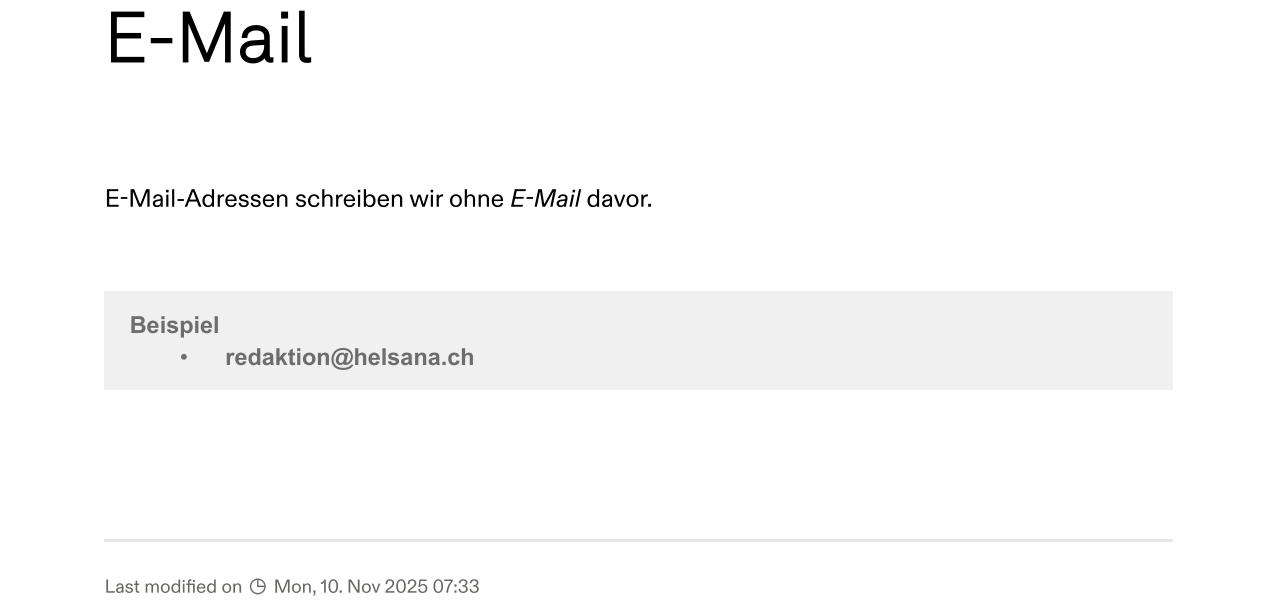 E-Mail
E-Mail-Adressen schreiben wir ohne E-Mail davor.
Beispiel
• redaktion@helsana.ch
Last modified on Mon, 10. Nov 2025 07:33